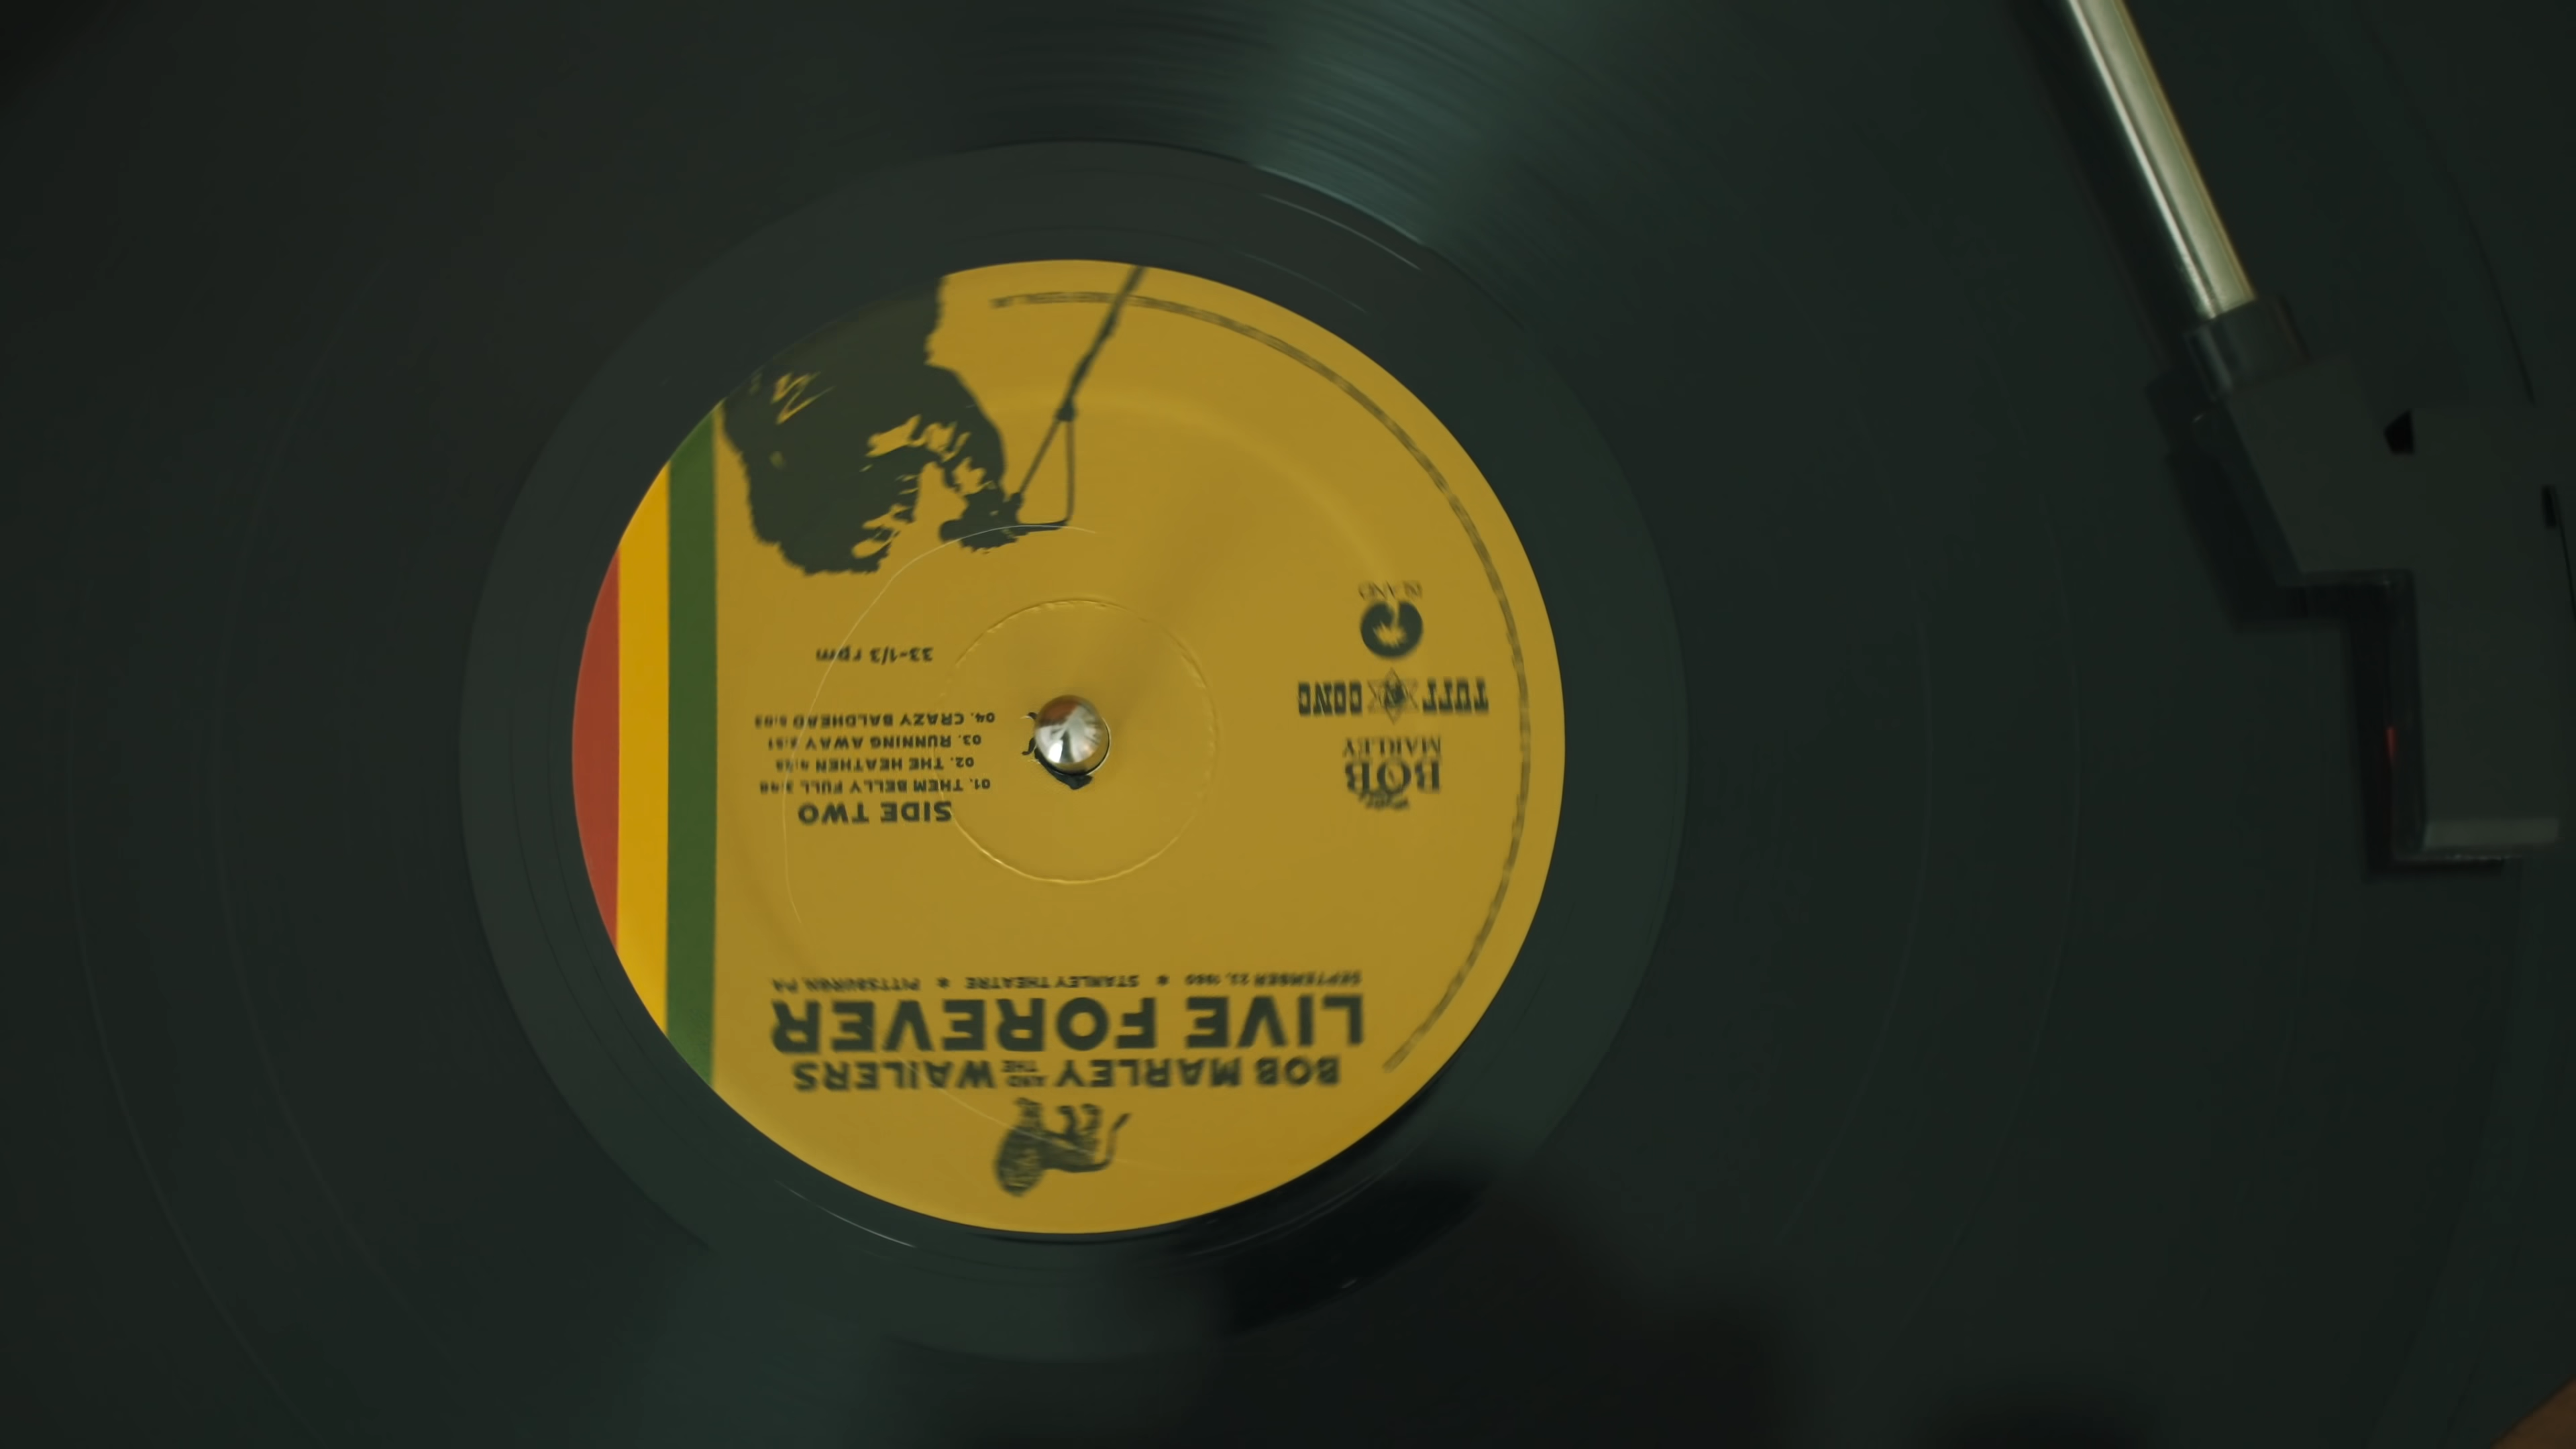 BOB MARLEY AND THE WAILERS
LIVE FOREVER
SEPTEMBER 23, 1980 * STANLEY THEATRE * PITTSBURGH, PA
BOB
MARLEY
TUFF GONG
ISLAND
SIDE TWO
01. THEM BELLY FULL
02. THE HEATHEN
03. RUNNING AWAY
04. CRAZY BALDHEAD
33-1/3 rpm